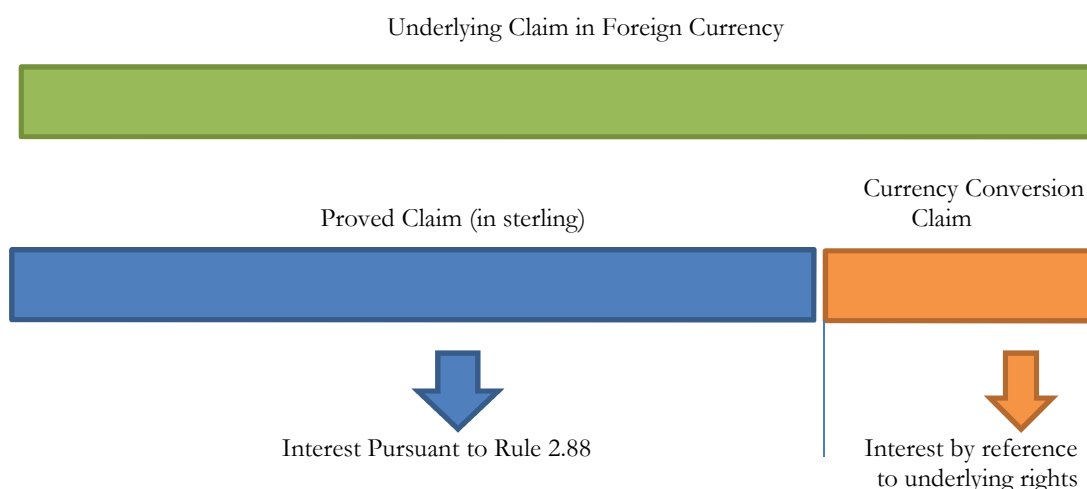 Underlying Claim in Foreign Currency
Currency Conversion
Claim
Proved Claim (in sterling)
Interest Pursuant to Rule 2.88
Interest by reference
to underlying rights